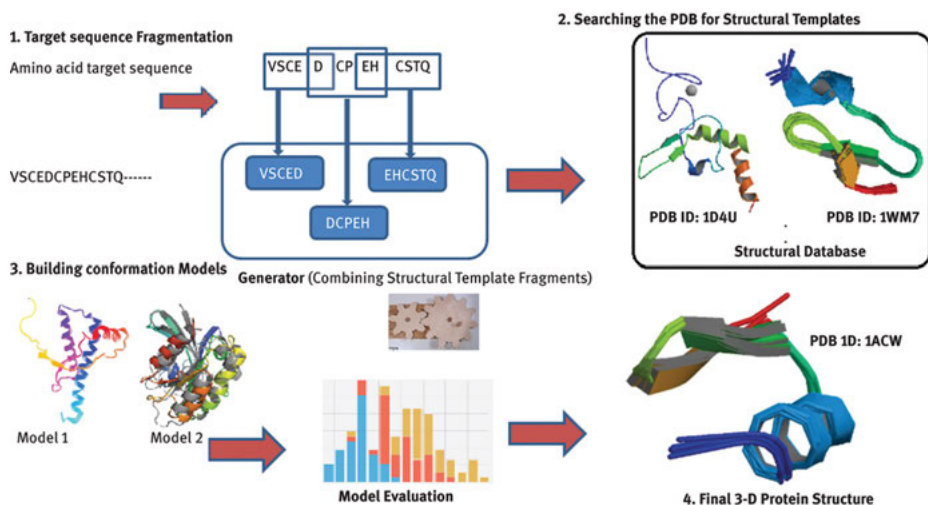 1. Target sequence Fragmentation
Amino acid target sequence
VSCEDCPEHCSTQ------
VSCE D CP EH CSTQ
VSCED
EHCSTQ
DCPEH
2. Searching the PDB for Structural Templates
PDB ID: 1D4U
PDB ID: 1WM7
Structural Database
3. Building conformation Models
Generator (Combining Structural Template Fragments)
Model 1
Model 2
Model Evaluation
PDB 1D: 1ACW
4. Final 3-D Protein Structure